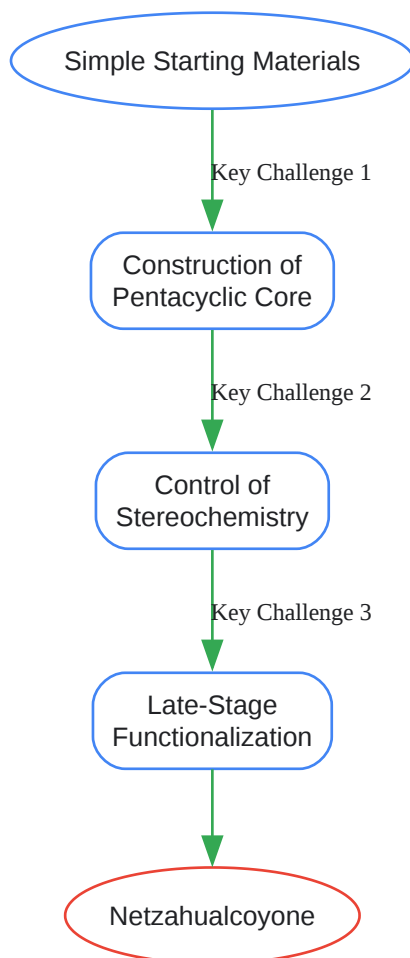 Simple Starting Materials
Key Challenge 1
Construction of
Pentacyclic Core
Key Challenge 2
Control of
Stereochemistry
Key Challenge 3
Late-Stage
Functionalization
Netzahualcoyone